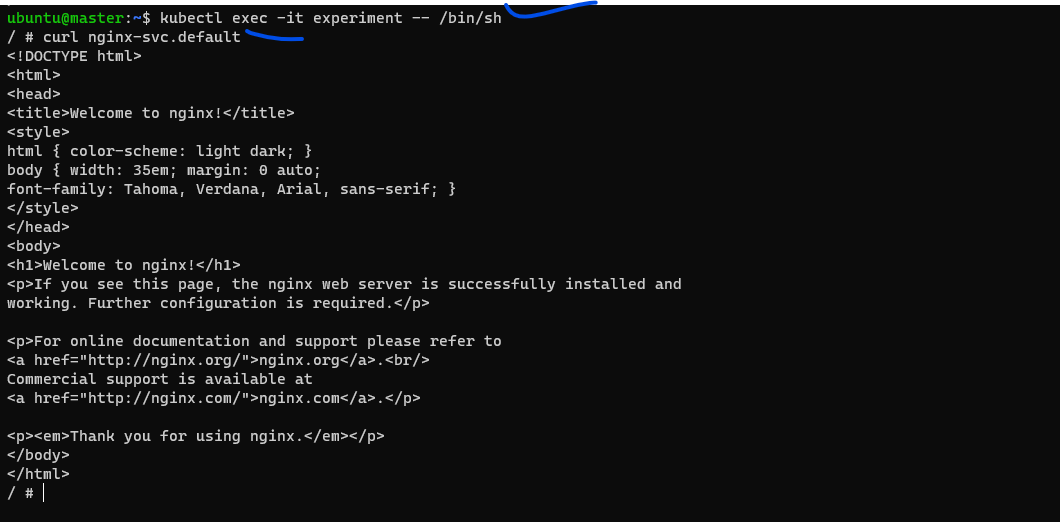 ubuntu@master:~$ kubectl exec -it experiment -- /bin/sh
/ # curl nginx-svc.default
<!DOCTYPE html>
<html>
<head>
<title>Welcome to nginx!</title>
<style>
html { color-scheme: light dark; }
body { width: 35em; margin: 0 auto;
font-family: Tahoma, Verdana, Arial, sans-serif; }
</style>
</head>
<body>
<h1>Welcome to nginx!</h1>
<p>If you see this page, the nginx web server is successfully installed and
working. Further configuration is required.</p>

<p>For online documentation and support please refer to
<a href="http://nginx.org/">nginx.org</a>.<br/>
Commercial support is available at
<a href="http://nginx.com/">nginx.com</a>.</p>

<p><em>Thank you for using nginx.</em></p>
</body>
</html>
/ #